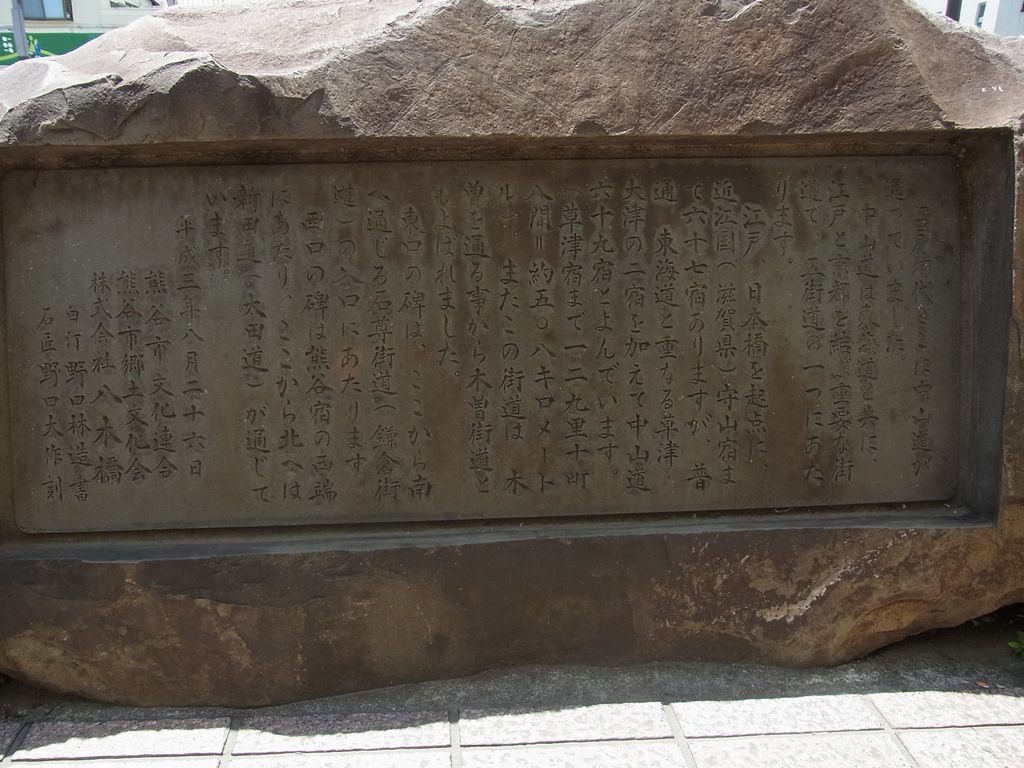 江戸時代ここに中山道が
通っていました。
中山道は東海道と共に、
江戸と京都を結ぶ重要な街
道で、五街道の一つにあた
ります。
江戸、日本橋を起点に、
近江国(滋賀県)守山宿ま
で六十七宿ありますが、普
通 東海道と重なる草津
大津の二宿を加えて中山道
六十九宿とよんでいます。
(草津宿まで一二九里十町
八間=約五〇八キロメート
ル)。またこの街道は 木
曽を通る事から木曽街道と
もよばれました。
東口の碑は、ここから南
へ通じる石尊街道(鎌倉街
道)の入口にあたります。
西口の碑は熊谷宿の西端
にあたり、ここから北へは
新田道(太田道)が通じて
います。
平成三年八月二十六日
熊谷市文化連合
熊谷市郷土文化会
株式会社 八木橋
白汀 野口林造 書
石匠 野口大作 刻